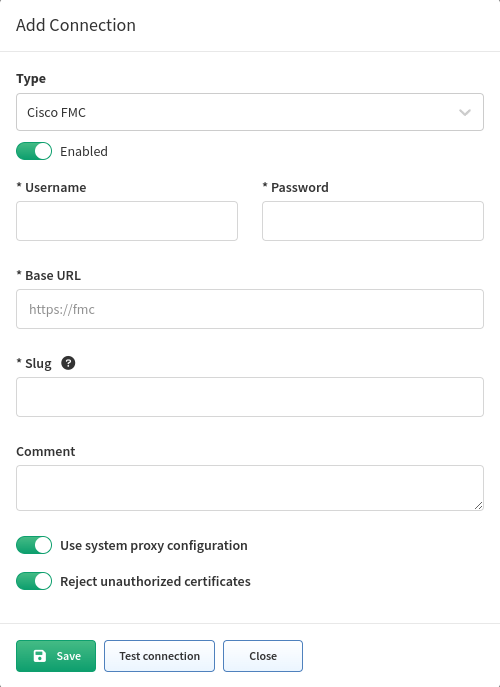 Add Connection
Type
Cisco FMC
Enabled
* Username * Password
* Base URL
https://fmc
* Slug ?
Comment
Use system proxy configuration
Reject unauthorized certificates
Save Test connection Close